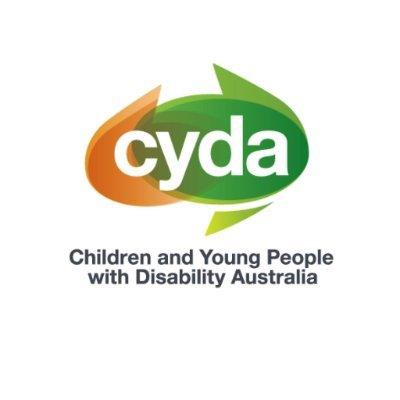 cyda
Children and Young People
with Disability Australia